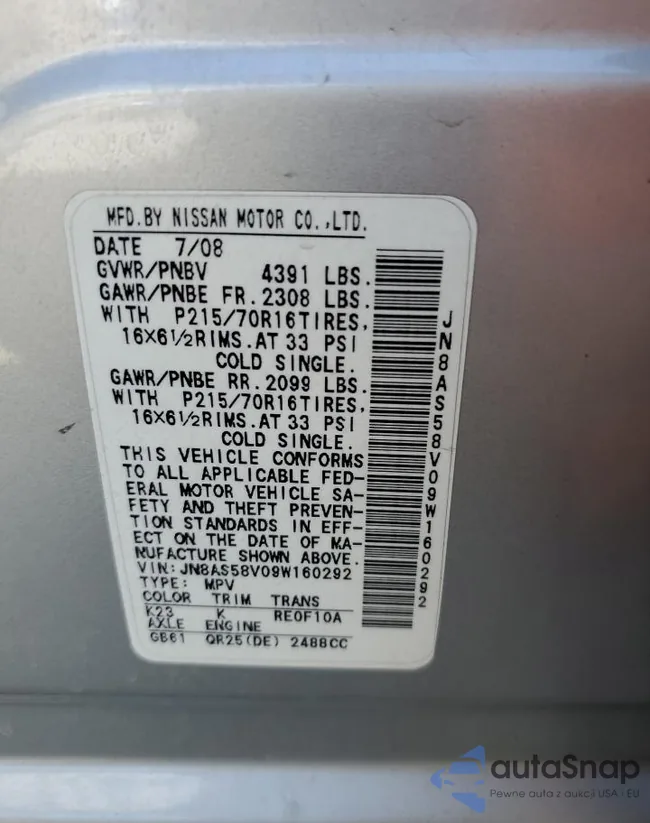 MFD.BY NISSAN MOTOR CO.,LTD.
DATE 7/08
GVWR/PNBV 4391 LBS.
GAWR/PNBE FR.2308 LBS.
WITH P215/70R16TIRES,
16X6½RIMS.AT 33 PSI
COLD SINGLE.
GAWR/PNBE RR.2099 LBS.
WITH P215/70R16TIRES,
16X6½RIMS.AT 33 PSI
COLD SINGLE.
THIS VEHICLE CONFORMS
TO ALL APPLICABLE FED-
ERAL MOTOR VEHICLE SA-
FETY AND THEFT PREVEN-
TION STANDARDS IN EFF-
ECT ON THE DATE OF MA-
NUFACTURE SHOWN ABOVE.
VIN:JN8AS58V09W160292
TYPE: MPV
COLOR TRIM TRANS
K23 K RE0F10A
AXLE ENGINE
GB61 QR25(DE) 2488CC
JN8AS58V09W160292
autaSnap
Pewne auta z aukcji USA - EU